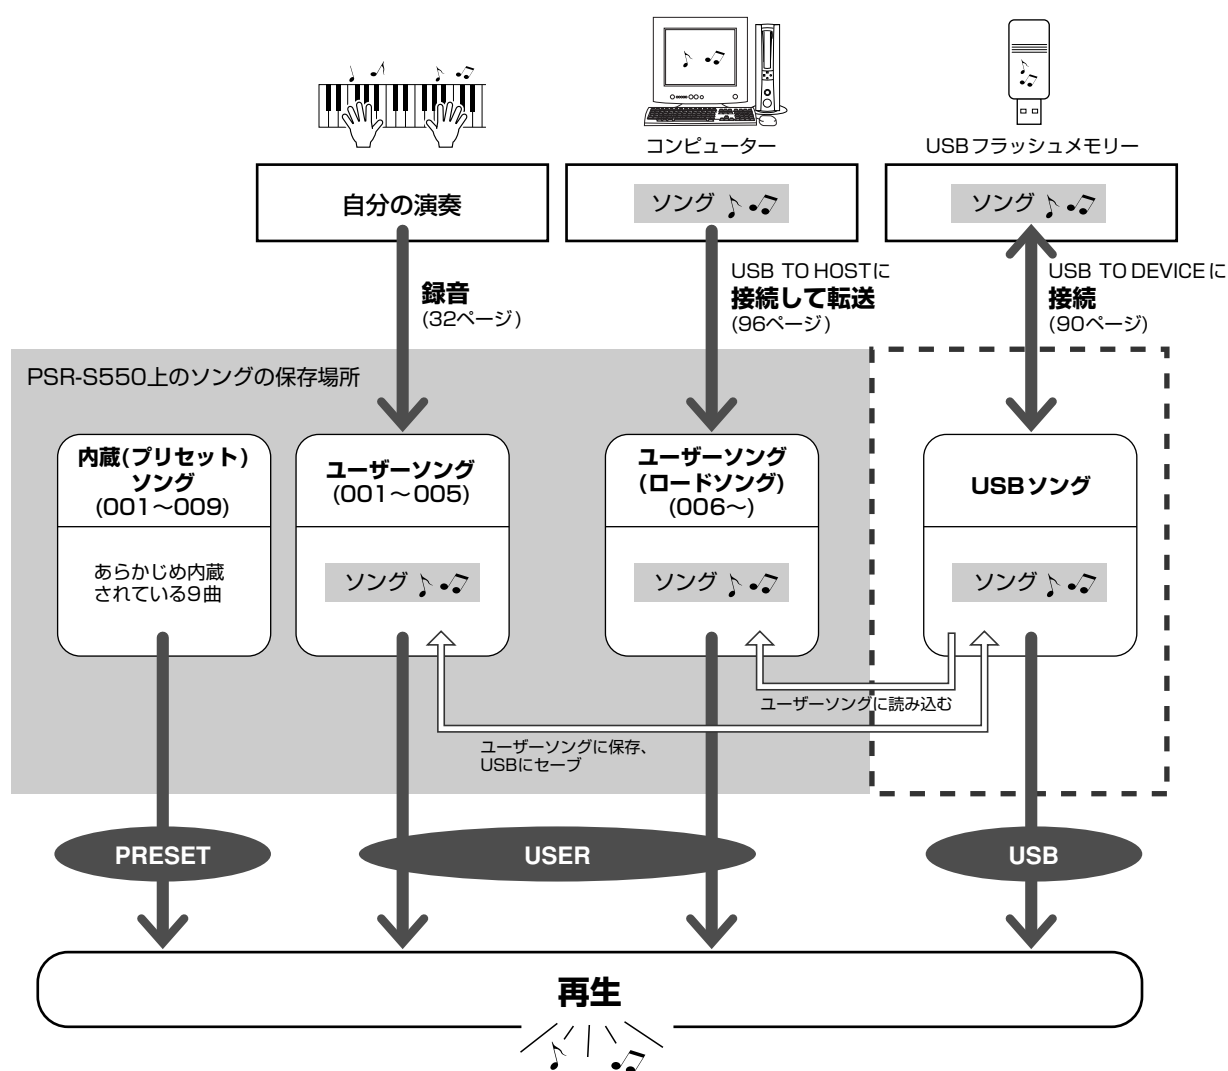 コンピューター
USBフラッシュメモリー
自分の演奏
ソング
ソング
録音
(32ページ)
USB TO HOSTに
接続して転送
(96ページ)
USB TO DEVICEに
接続
(90ページ)
PSR-S550上のソングの保存場所
内蔵(プリセット)
ソング
(001～009)
あらかじめ内蔵
されている9曲
ユーザーソング
(001～005)
ソング
ユーザーソング
(ロードソング)
(006～)
ソング
USBソング
ソング
ユーザーソングに読み込む
ユーザーソングに保存、
USBにセーブ
PRESET
USER
USB
再生